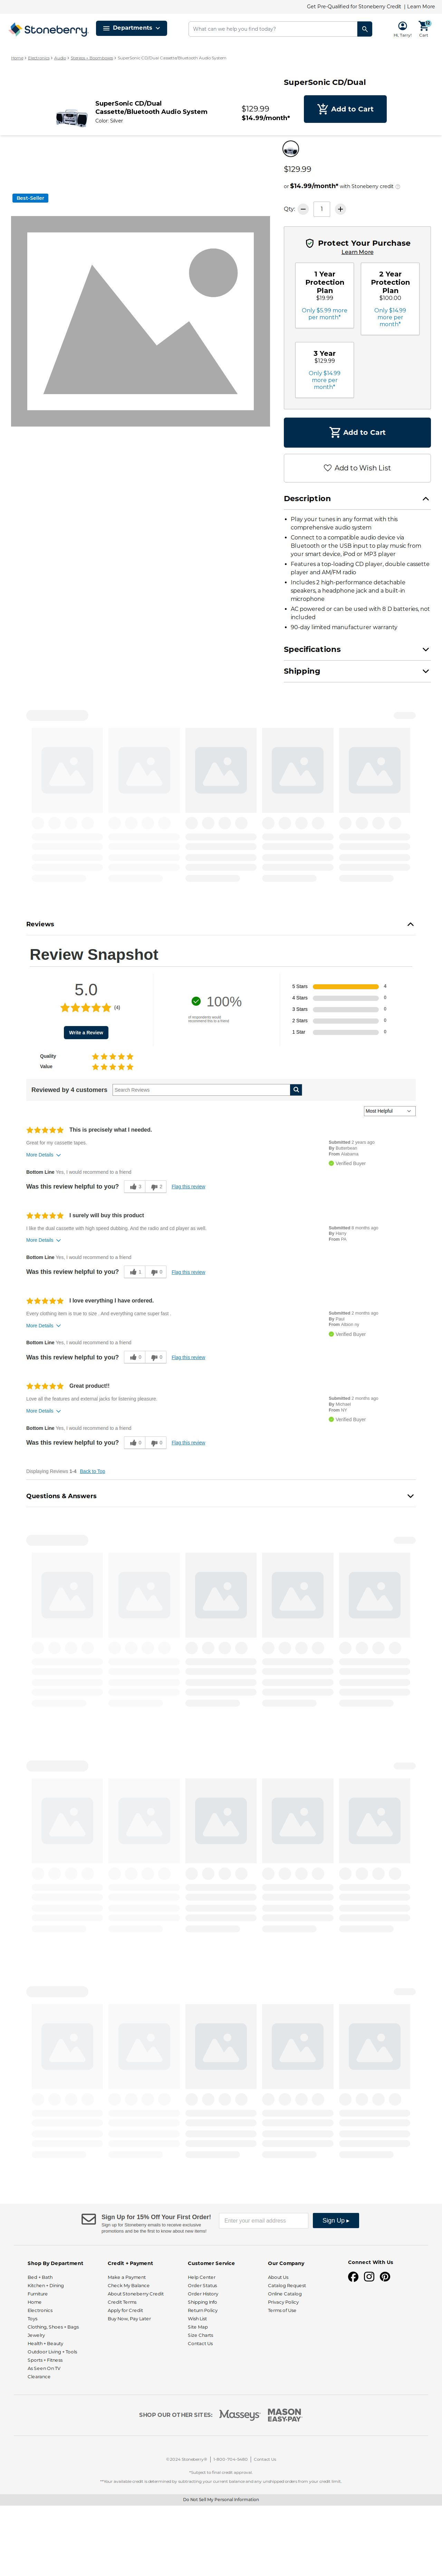 Get Pre-Qualified for Stoneberry Credit | Learn More
Stoneberry.
Departments
What can we help you find today?
Hi, Tarry!
Cart
Home > Electronics > Audio > Stereos + Boomboxes > SuperSonic CD/Dual Cassette/Bluetooth Audio System
SuperSonic CD/Dual
SuperSonic CD/Dual
Cassette/Bluetooth Audio System
Color: Silver
$129.99
$14.99/month*
Add to Cart
$129.99
or $14.99/month* with Stoneberry credit
Best-Seller
Qty: 1
Protect Your Purchase
Learn More
1 Year
Protection
Plan
$19.99
Only $5.99 more
per month*
2 Year
Protection
Plan
$100.00
Only $14.99
more per
month*
3 Year
$129.99
Only $14.99
more per
month*
Add to Cart
Add to Wish List
Description
Play your tunes in any format with this
comprehensive audio system
Connect to a compatible audio device via
Bluetooth or the USB input to play music from
your smart device, iPod or MP3 player
Features a top-loading CD player, double cassette
player and AM/FM radio
Includes 2 high-performance detachable
speakers, a headphone jack and a built-in
microphone
AC powered or can be used with 8 D batteries, not
included
90-day limited manufacturer warranty
Specifications
Shipping
Reviews
Review Snapshot
5.0
(4)
Write a Review
100%
of respondents would
recommend this to a friend
5 Stars 4
4 Stars 0
3 Stars 0
2 Stars 0
1 Star 0
Quality
Value
Reviewed by 4 customers
Search Reviews
Most Helpful
This is precisely what I needed.
Great for my cassette tapes.
More Details
Submitted 2 years ago
By
From Alabama
Verified Buyer
Bottom Line Yes, I would recommend to a friend
Was this review helpful to you? 3 2 Flag this review
I surely will buy this product
I like the dual cassette with high speed dubbing. And the radio and cd player as well.
More Details
Submitted 8 months ago
By Harry
From PA
Bottom Line Yes, I would recommend to a friend
Was this review helpful to you? 1 0 Flag this review
I love everything I have ordered.
Every clothing item is true to size . And everything came super fast .
More Details
Submitted 2 months ago
By Paul
From Albion ny
Verified Buyer
Bottom Line Yes, I would recommend to a friend
Was this review helpful to you? 0 0 Flag this review
Great product!!
Love all the features and external jacks for listening pleasure.
More Details
Submitted 2 months ago
By Michael
From NY
Verified Buyer
Bottom Line Yes, I would recommend to a friend
Was this review helpful to you? 0 0 Flag this review
Displaying Reviews 1-4 Back to Top
Questions & Answers
Sign Up for 15% Off Your First Order!
Sign up for Stoneberry emails to receive exclusive
promotions and be the first to know about new items!
Enter your email address
Sign Up ▸
Shop By Department
Bed + Bath
Kitchen + Dining
Furniture
Home
Electronics
Toys
Clothing, Shoes + Bags
Jewelry
Health + Beauty
Outdoor Living + Tools
Sports + Fitness
As Seen On TV
Clearance
Credit + Payment
Make a Payment
Check My Balance
About Stoneberry Credit
Credit Terms
Apply for Credit
Buy Now, Pay Later
Customer Service
Help Center
Order Status
Order History
Shipping Info
Return Policy
Wish List
Site Map
Size Charts
Contact Us
Our Company
About Us
Catalog Request
Online Catalog
Privacy Policy
Terms of Use
Connect With Us
SHOP OUR OTHER SITES: Masseys MASON EASY-PAY
©2024 Stoneberry® | 1-800-704-5480 | Contact Us
*Subject to final credit approval.
**Your available credit is determined by subtracting your current balance and any unshipped orders from your credit limit.
Do Not Sell My Personal Information